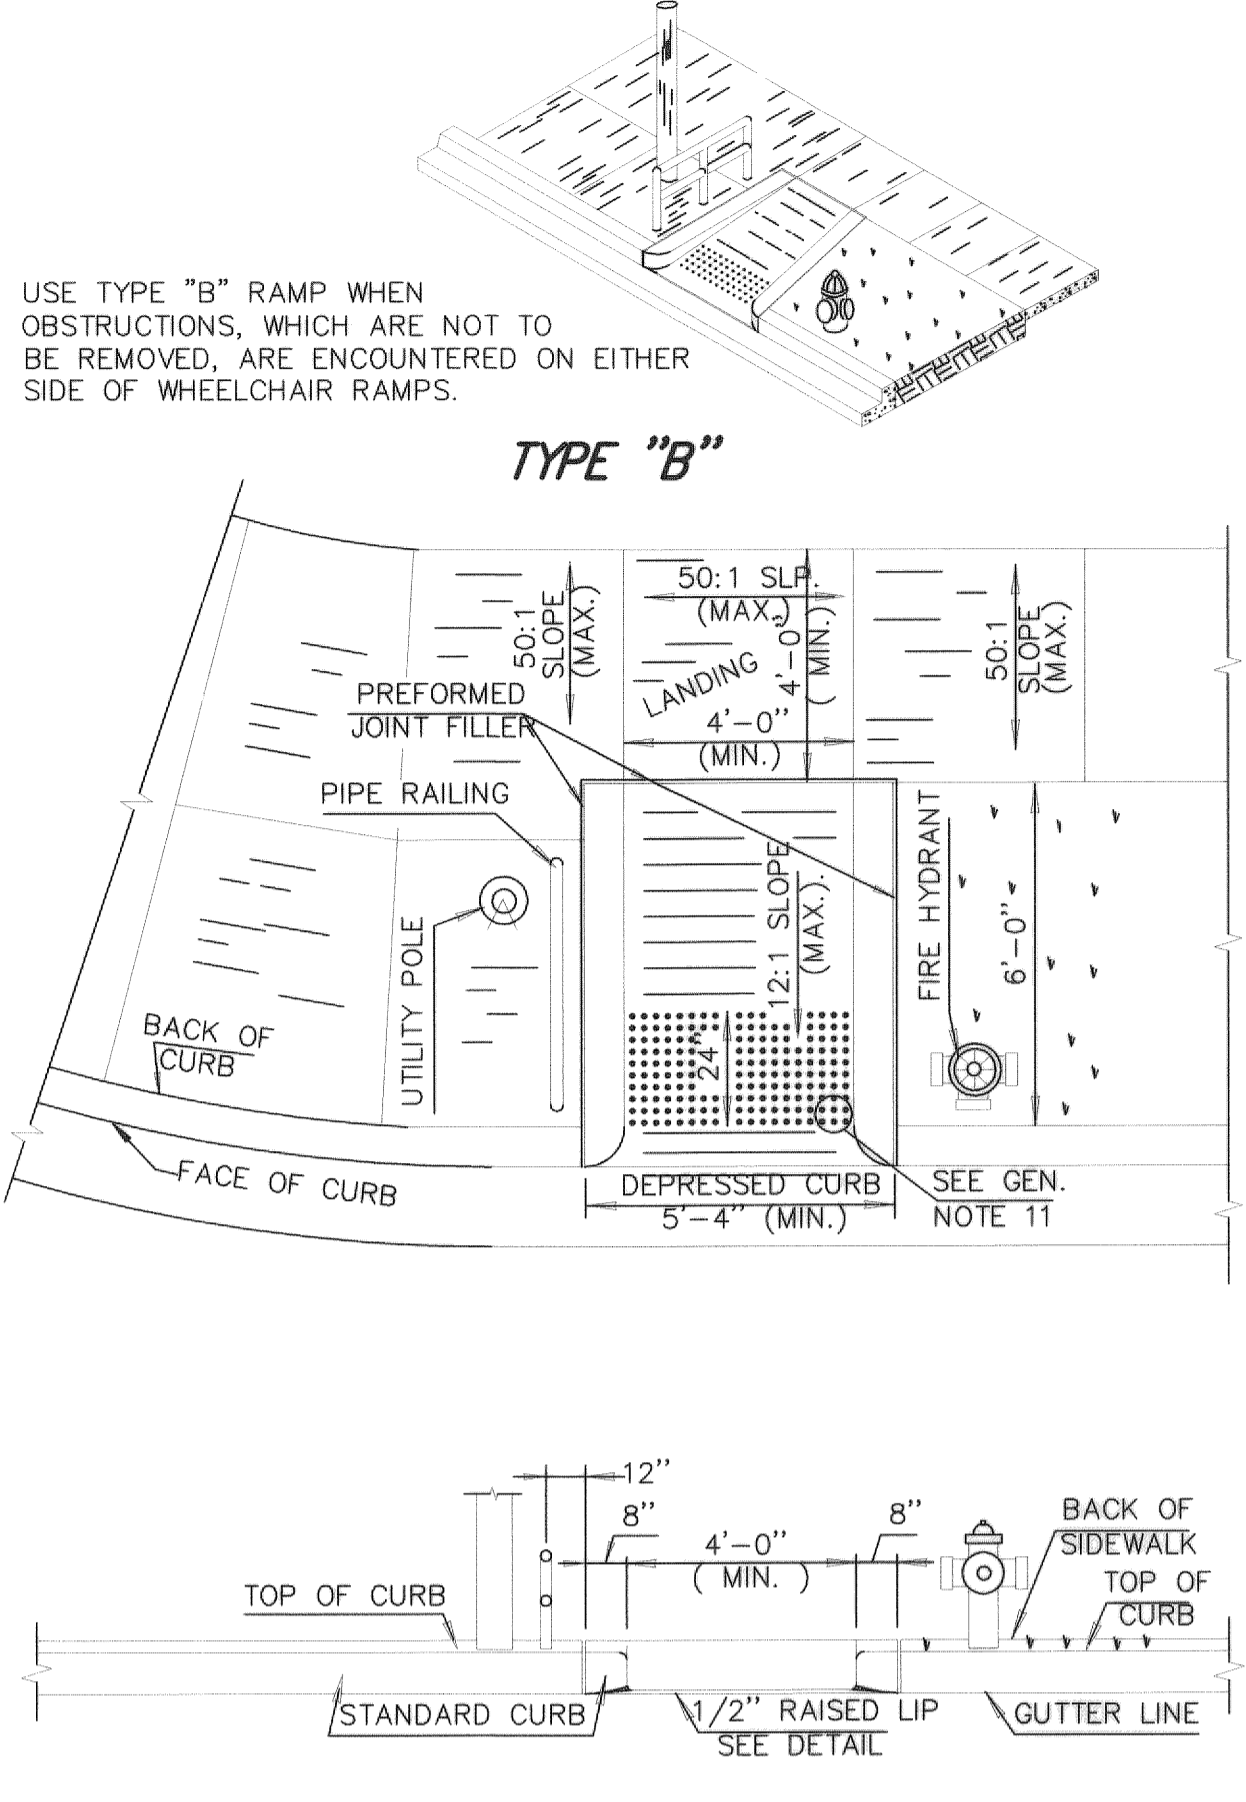 USE TYPE "B" RAMP WHEN
OBSTRUCTIONS, WHICH ARE NOT TO
BE REMOVED, ARE ENCOUNTERED ON EITHER
SIDE OF WHEELCHAIR RAMPS.
TYPE "B"
50:1
SLOPE
(MAX.)
50:1 SLP.
(MAX.)
4'-0"
( MIN.)
LANDING
4'-0"
(MIN.)
50:1
SLOPE
(MAX.)
PREFORMED
JOINT FILLER
PIPE RAILING
UTILITY POLE
12:1 SLOPE
(MAX.).
FIRE HYDRANT
6'-0"
24"
BACK OF
CURB
FACE OF CURB
DEPRESSED CURB
5'-4" (MIN.)
SEE GEN.
NOTE 11
12"
8"
4'-0"
( MIN. )
8"
BACK OF
SIDEWALK
TOP OF CURB
TOP OF
CURB
STANDARD CURB
1/2" RAISED LIP
SEE DETAIL
GUTTER LINE